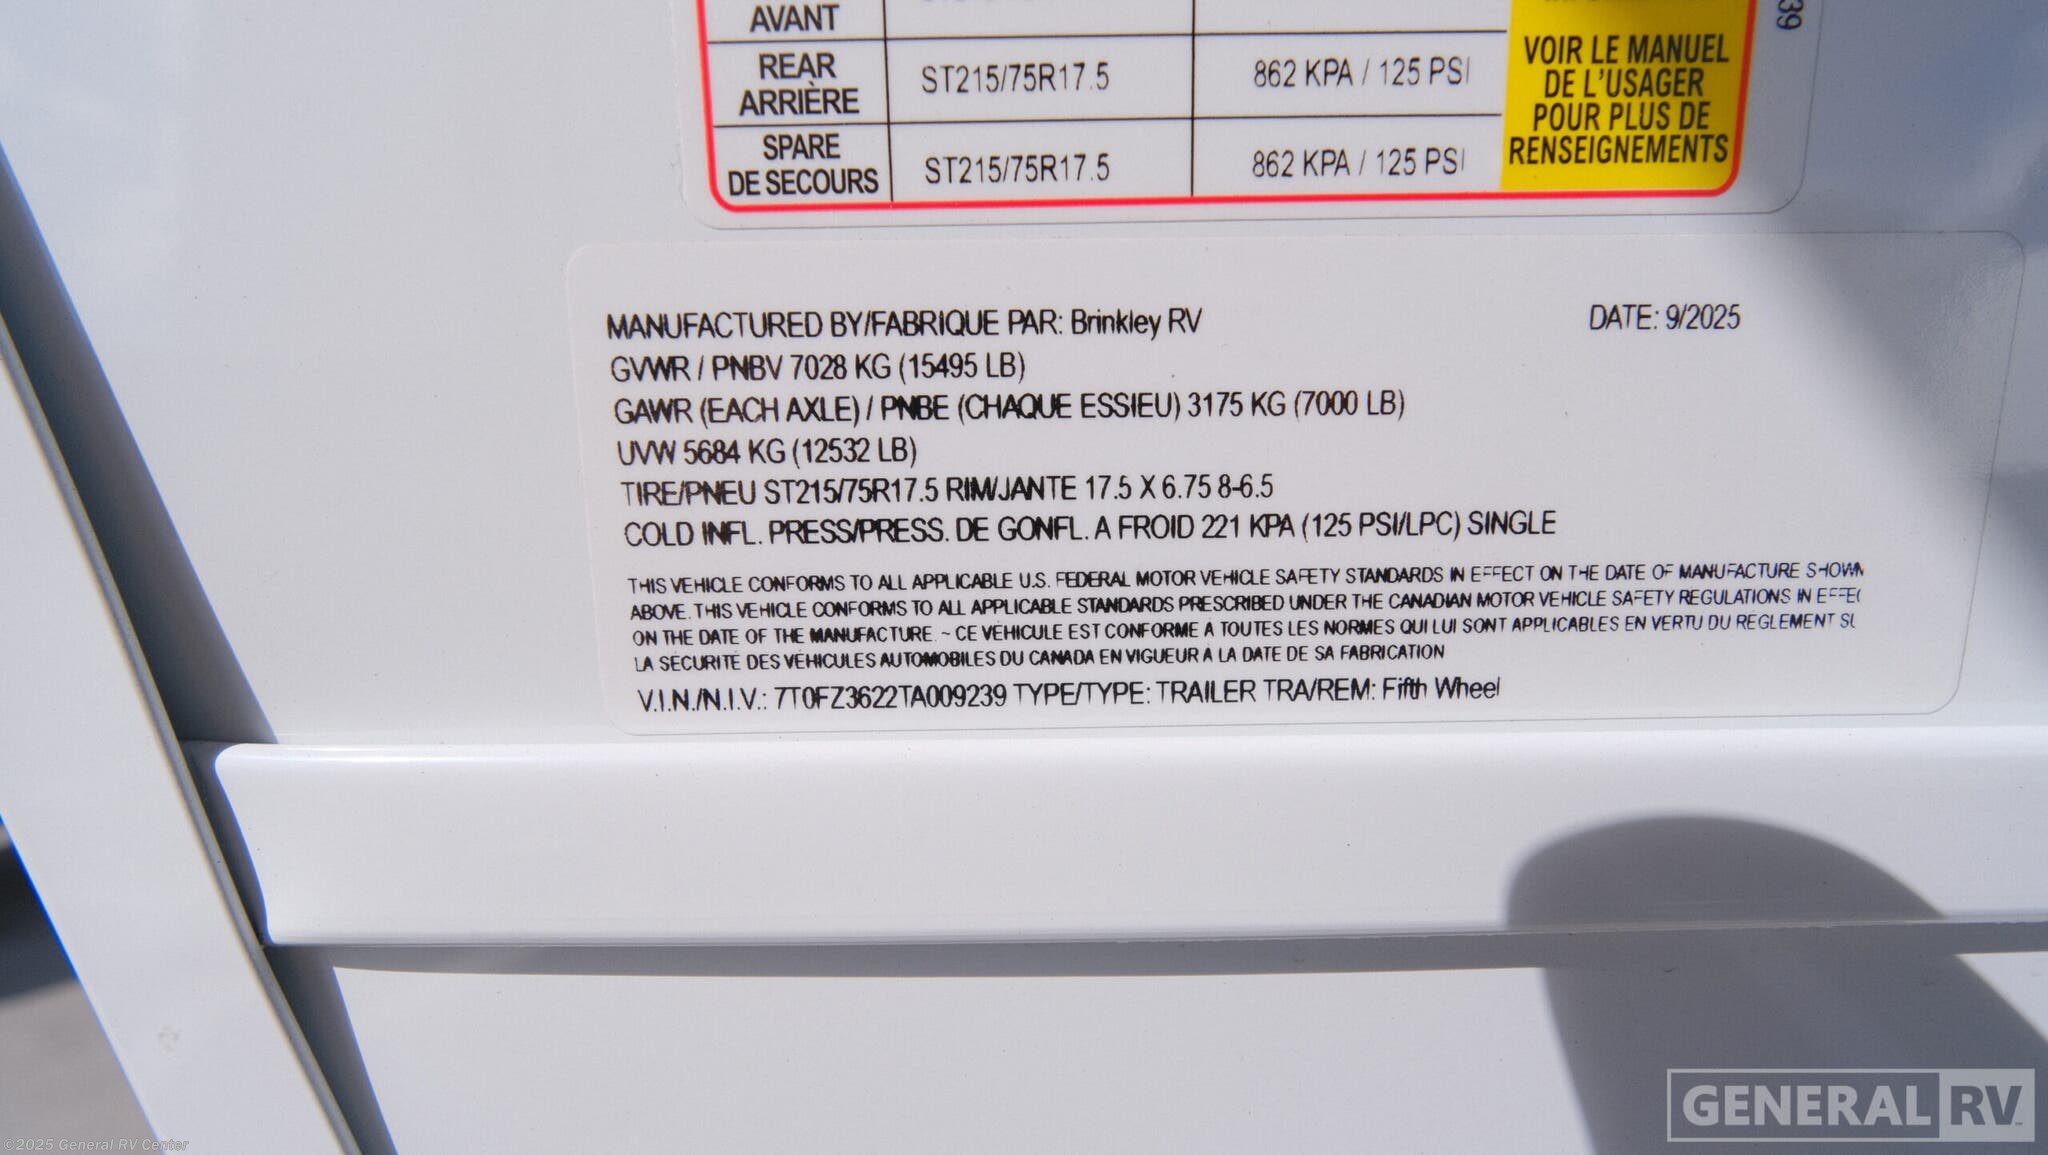 AVANT
REAR
ARRIÈRE
ST215/75R17.5
862 KPA / 125 PSI
SPARE
DE SECOURS
ST215/75R17.5
862 KPA / 125 PSI
VOIR LE MANUEL
DE L'USAGER
POUR PLUS DE
RENSEIGNEMENTS
39
MANUFACTURED BY/FABRIQUE PAR: Brinkley RV
DATE: 9/2025
GVWR / PNBV 7028 KG (15495 LB)
GAWR (EACH AXLE) / PNBE (CHAQUE ESSIEU) 3175 KG (7000 LB)
UVW 5684 KG (12532 LB)
TIRE/PNEU ST215/75R17.5 RIM/JANTE 17.5 X 6.75 8-6.5
COLD INFL. PRESS/PRESS. DE GONFL. A FROID 221 KPA (125 PSI/LPC) SINGLE
THIS VEHICLE CONFORMS TO ALL APPLICABLE U.S. FEDERAL MOTOR VEHICLE SAFETY STANDARDS IN EFFECT ON THE DATE OF MANUFACTURE SHOWN
ABOVE. THIS VEHICLE CONFORMS TO ALL APPLICABLE STANDARDS PRESCRIBED UNDER THE CANADIAN MOTOR VEHICLE SAFETY REGULATIONS IN EFFEC
ON THE DATE OF THE MANUFACTURE. ~ CE VÉHICULE EST CONFORME À TOUTES LES NORMES QUI LUI SONT APPLICABLES EN VERTU DU RÈGLEMENT SU
LA SÉCURITÉ DES VÉHICULES AUTOMOBILES DU CANADA EN VIGUEUR À LA DATE DE SA FABRICATION
V.I.N./N.I.V.: 7T0FZ3622TA009239 TYPE/TYPE: TRAILER TRA/REM: Fifth Wheel
GENERAL RV
©2025 General RV Center